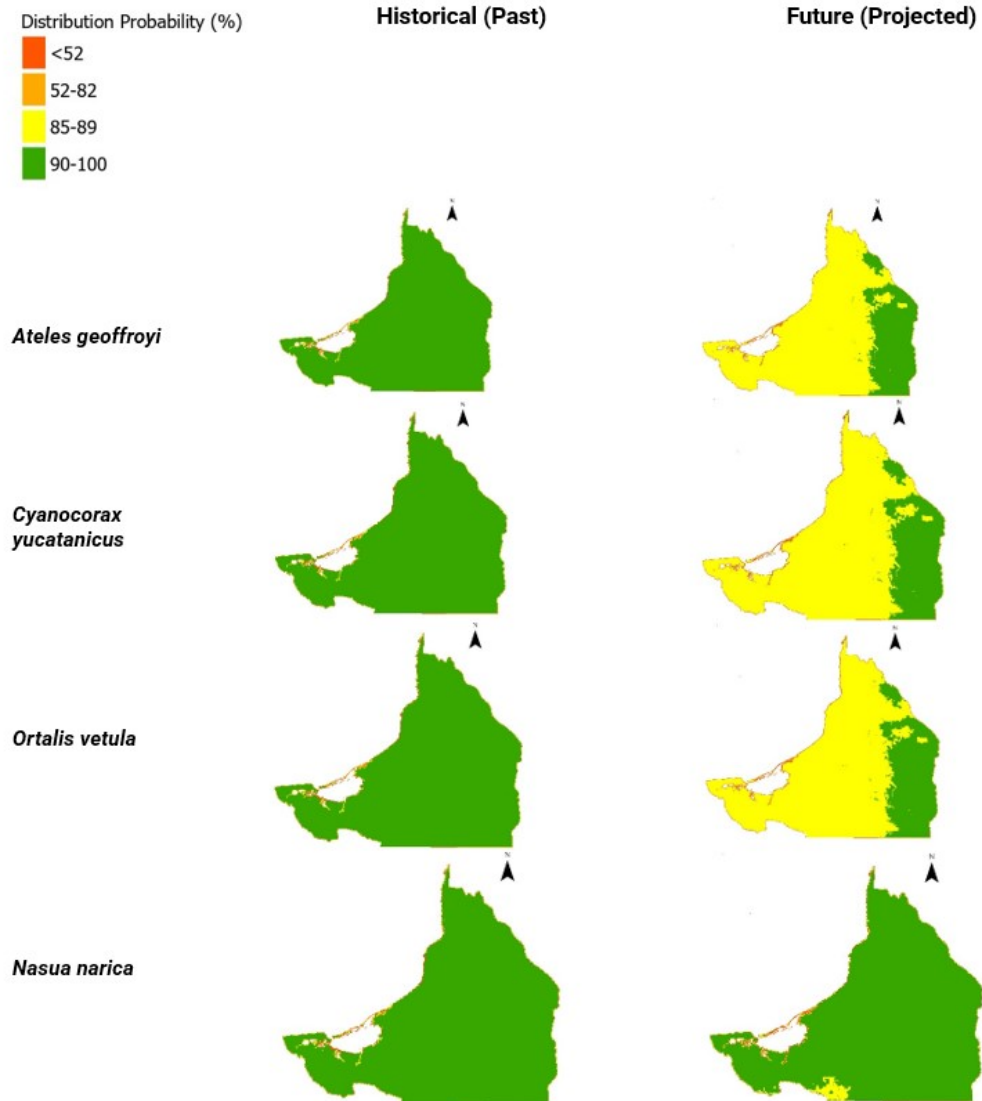 Distribution Probability (%)
<52
52-82
85-89
90-100
Historical (Past)
Future (Projected)
N
N
Ateles geoffroyi
N
N
Cyanocorax
yucatanicus
N
N
Ortalis vetula
N
N
Nasua narica